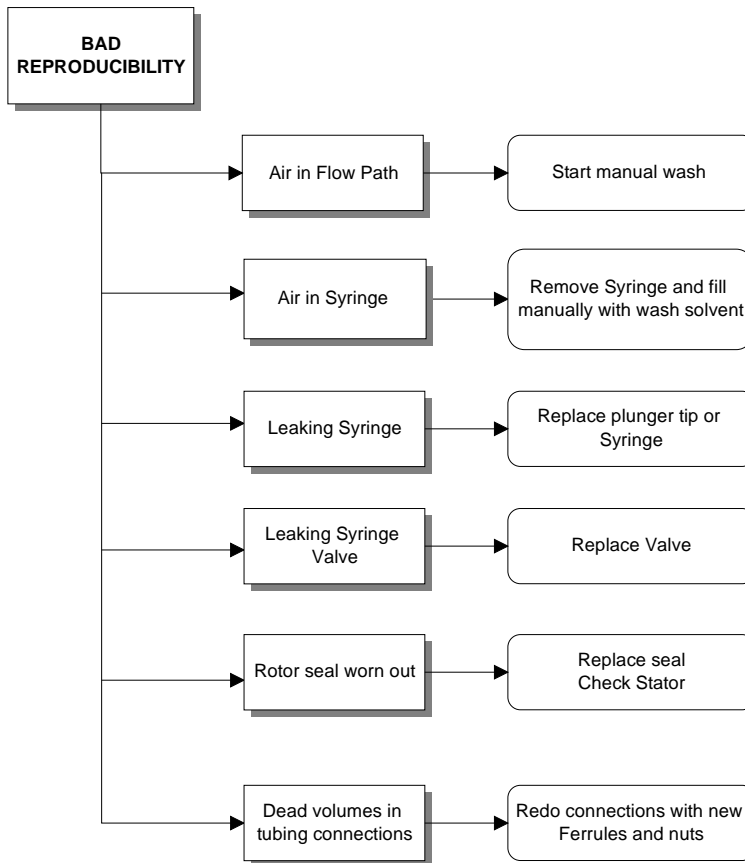 BAD
REPRODUCIBILITY
Air in Flow Path
Start manual wash
Air in Syringe
Remove Syringe and fill
manually with wash solvent
Leaking Syringe
Replace plunger tip or
Syringe
Leaking Syringe
Valve
Replace Valve
Rotor seal worn out
Replace seal
Check Stator
Dead volumes in
tubing connections
Redo connections with new
Ferrules and nuts